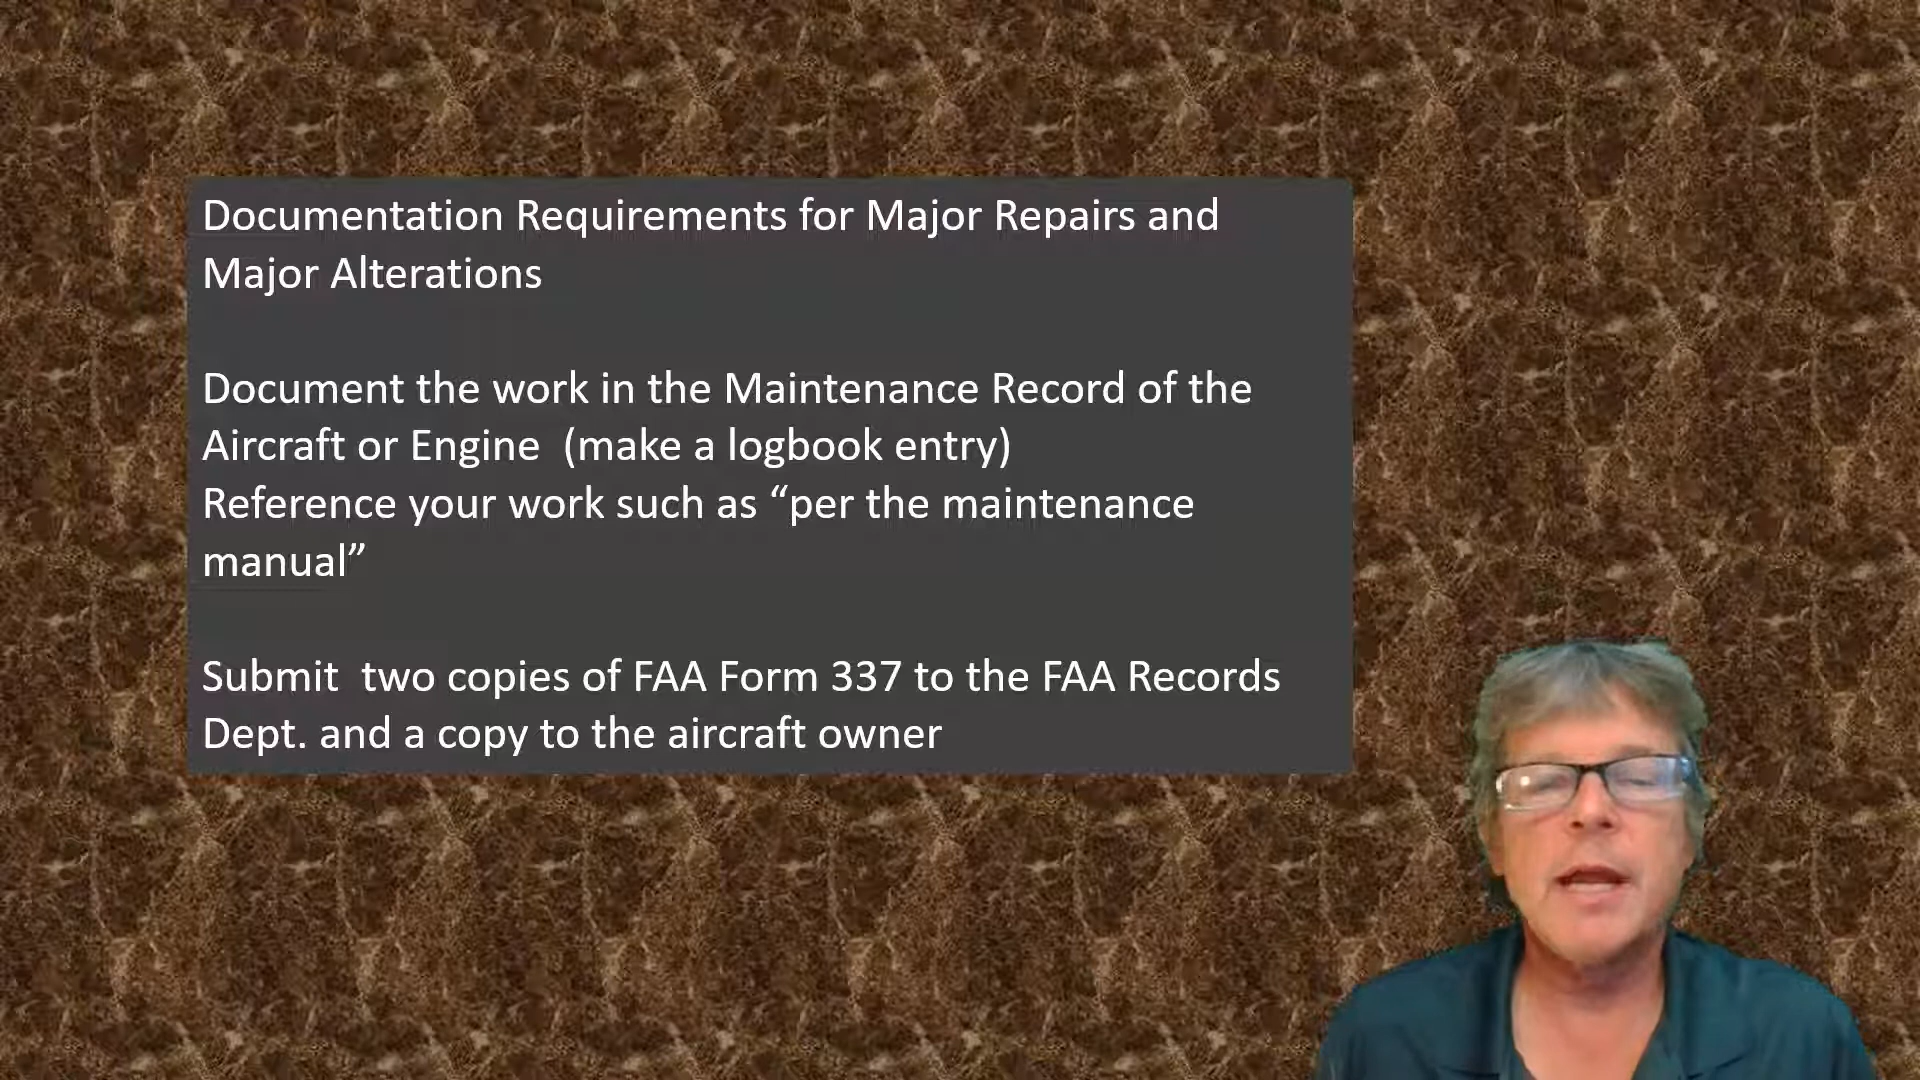 Documentation Requirements for Major Repairs and
Major Alterations
Document the work in the Maintenance Record of the
Aircraft or Engine  (make a logbook entry)
Reference your work such as “per the maintenance
manual”
Submit  two copies of FAA Form 337 to the FAA Records
Dept. and a copy to the aircraft owner